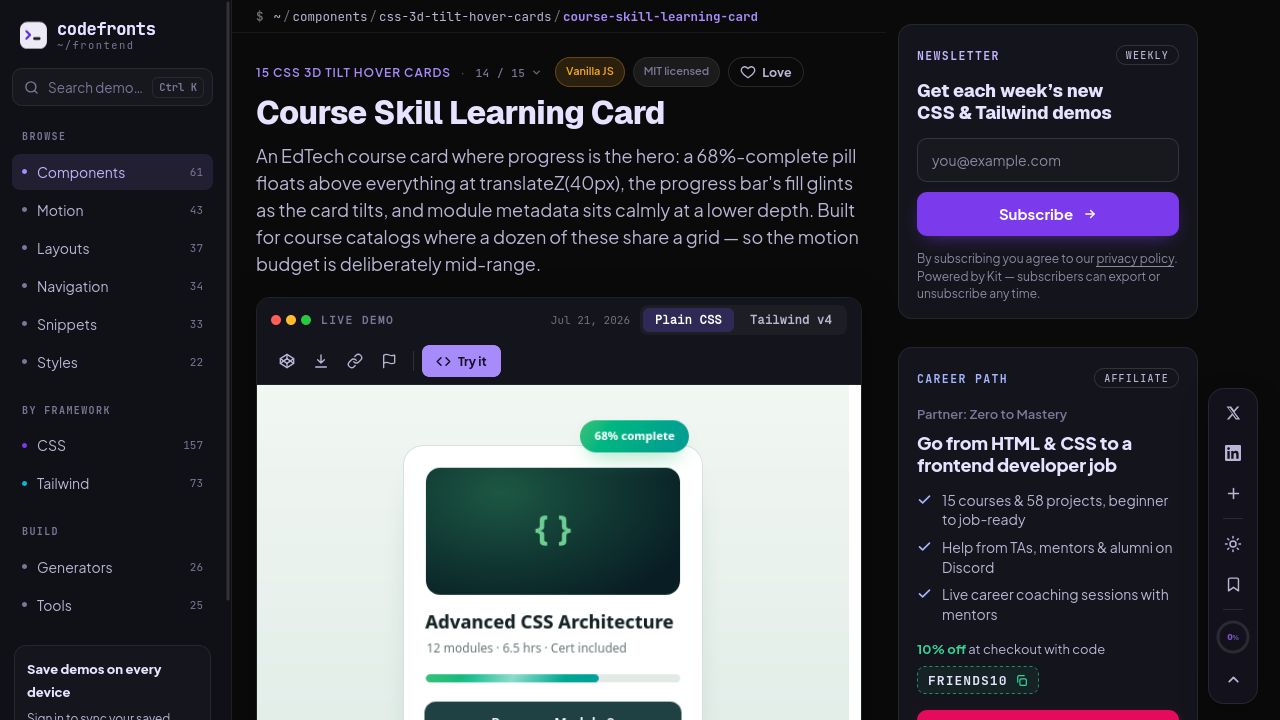 codefronts
~/frontend
Search demo...
Ctrl K
BROWSE
Components 61
Motion 43
Layouts 37
Navigation 34
Snippets 33
Styles 22
BY FRAMEWORK
CSS 157
Tailwind 73
BUILD
Generators 26
Tools 25
Save demos on every
device
Sign in to sync your saved
$ ~/components/css-3d-tilt-hover-cards/course-skill-learning-card
15 CSS 3D TILT HOVER CARDS · 14 / 15
Vanilla JS
MIT licensed
Love
Course Skill Learning Card
An EdTech course card where progress is the hero: a 68%-complete pill
floats above everything at translateZ(40px), the progress bar's fill glints
as the card tilts, and module metadata sits calmly at a lower depth. Built
for course catalogs where a dozen of these share a grid — so the motion
budget is deliberately mid-range.
LIVE DEMO
Jul 21, 2026
Plain CSS
Tailwind v4
Try it
68% complete
{ }
Advanced CSS Architecture
12 modules · 6.5 hrs · Cert included
NEWSLETTER
WEEKLY
Get each week's new
CSS & Tailwind demos
you@example.com
Subscribe →
By subscribing you agree to our privacy policy.
Powered by Kit — subscribers can export or
unsubscribe any time.
CAREER PATH
AFFILIATE
Partner: Zero to Mastery
Go from HTML & CSS to a
frontend developer job
15 courses & 58 projects, beginner
to job-ready
Help from TAs, mentors & alumni on
Discord
Live career coaching sessions with
mentors
10% off at checkout with code
FRIENDS10
0%